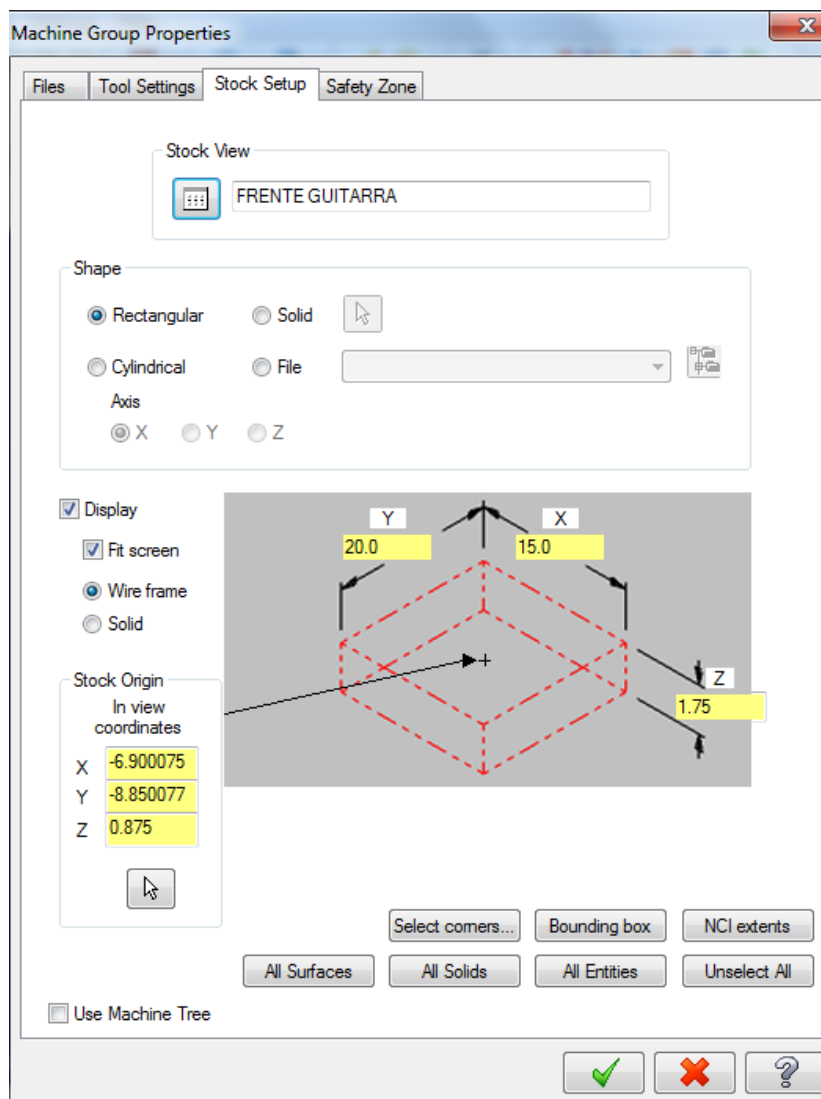 Machine Group Properties
Files Tool Settings Stock Setup Safety Zone
Stock View
FRENTE GUITARRA
Shape
Rectangular Solid
Cylindrical File
Axis
X Y Z
Display
Fit screen
Wire frame
Solid
Y X
20.0 15.0
Z
1.75
Stock Origin
In view
coordinates
X -6.900075
Y -8.850077
Z 0.875
Select corners... Bounding box NCI extents
All Surfaces All Solids All Entities Unselect All
Use Machine Tree